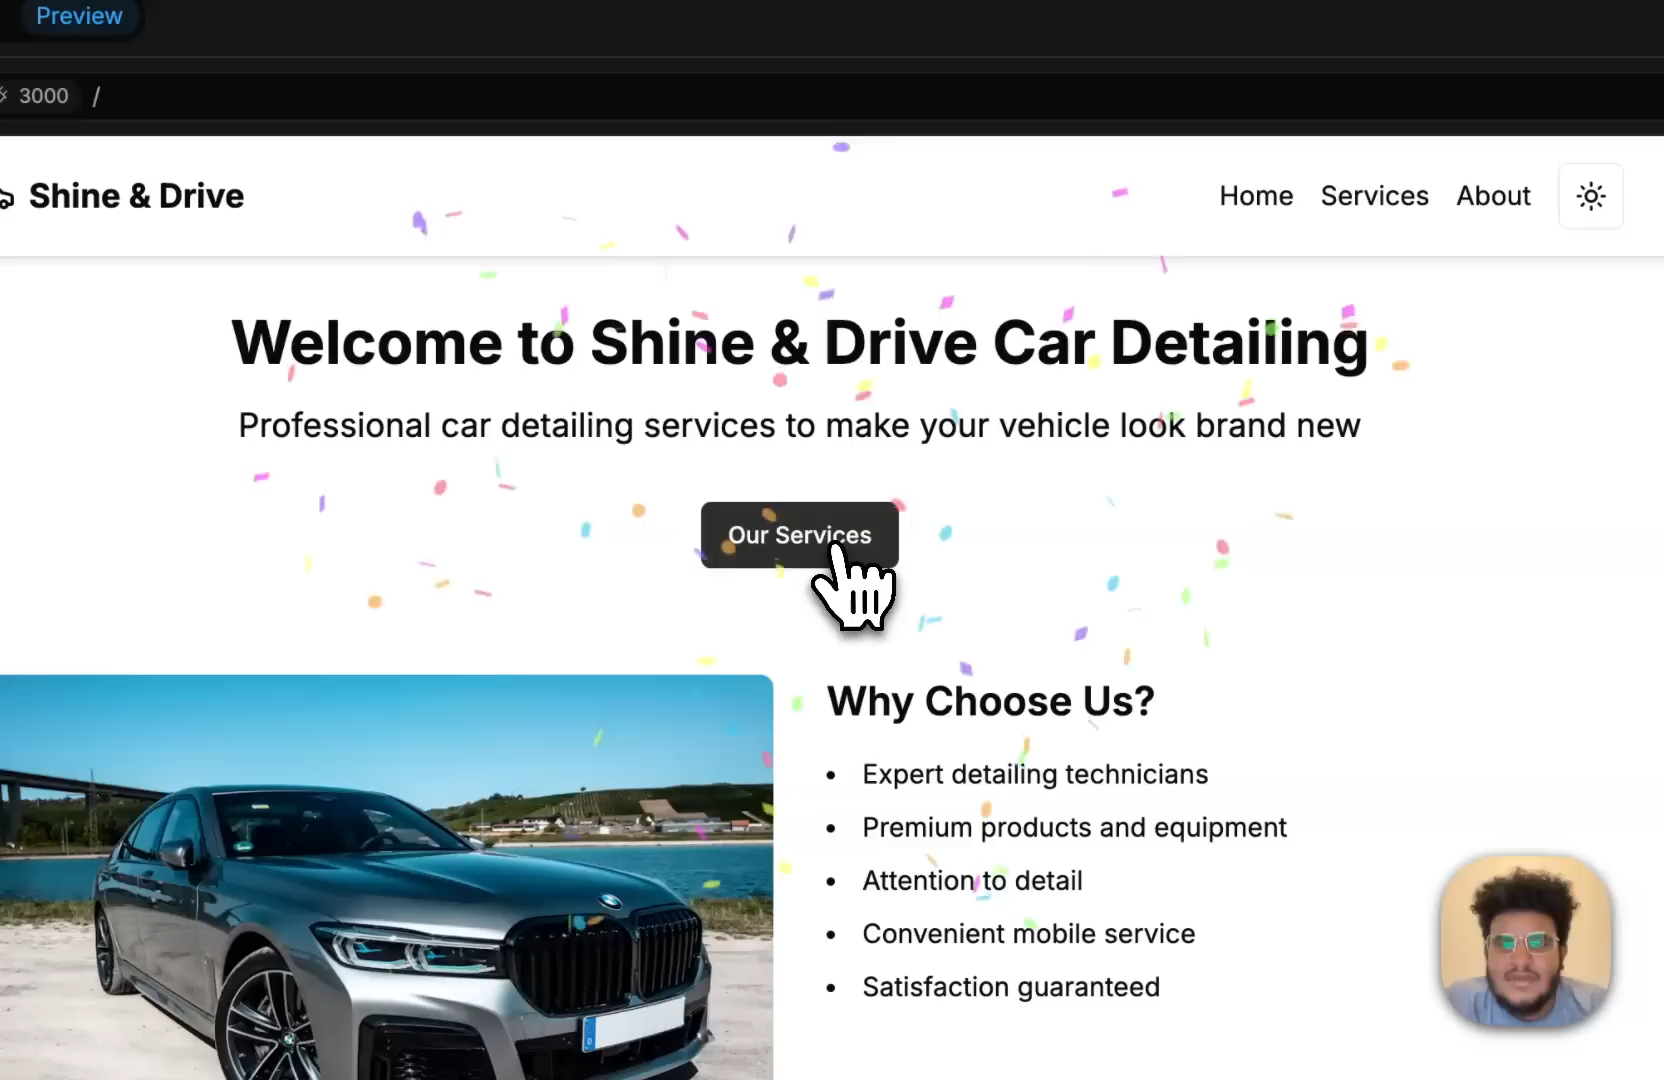 Preview
3000 /
Shine & Drive
Home Services About
Welcome to Shine & Drive Car Detailing
Professional car detailing services to make your vehicle look brand new
Our Services
Why Choose Us?
• Expert detailing technicians
• Premium products and equipment
• Attention to detail
• Convenient mobile service
• Satisfaction guaranteed